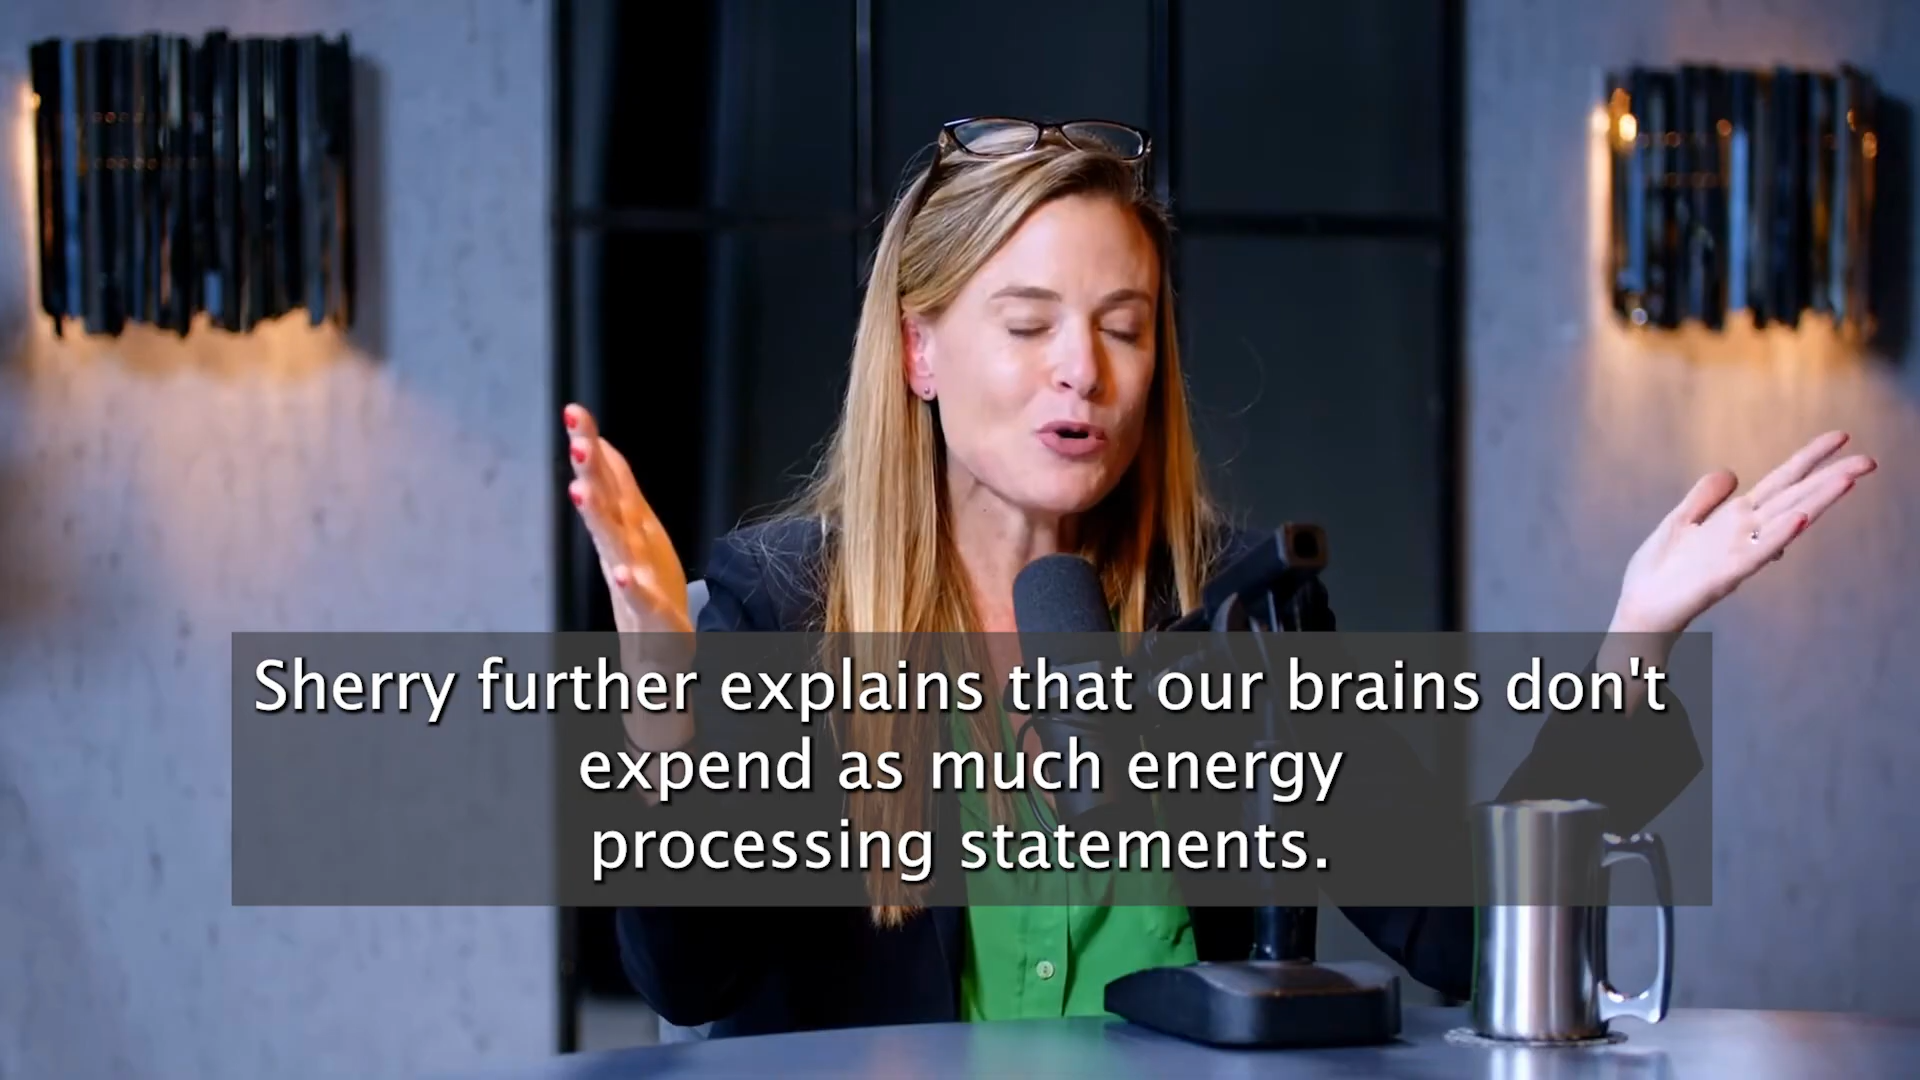 Sherry further explains that our brains don't
expend as much energy
processing statements.